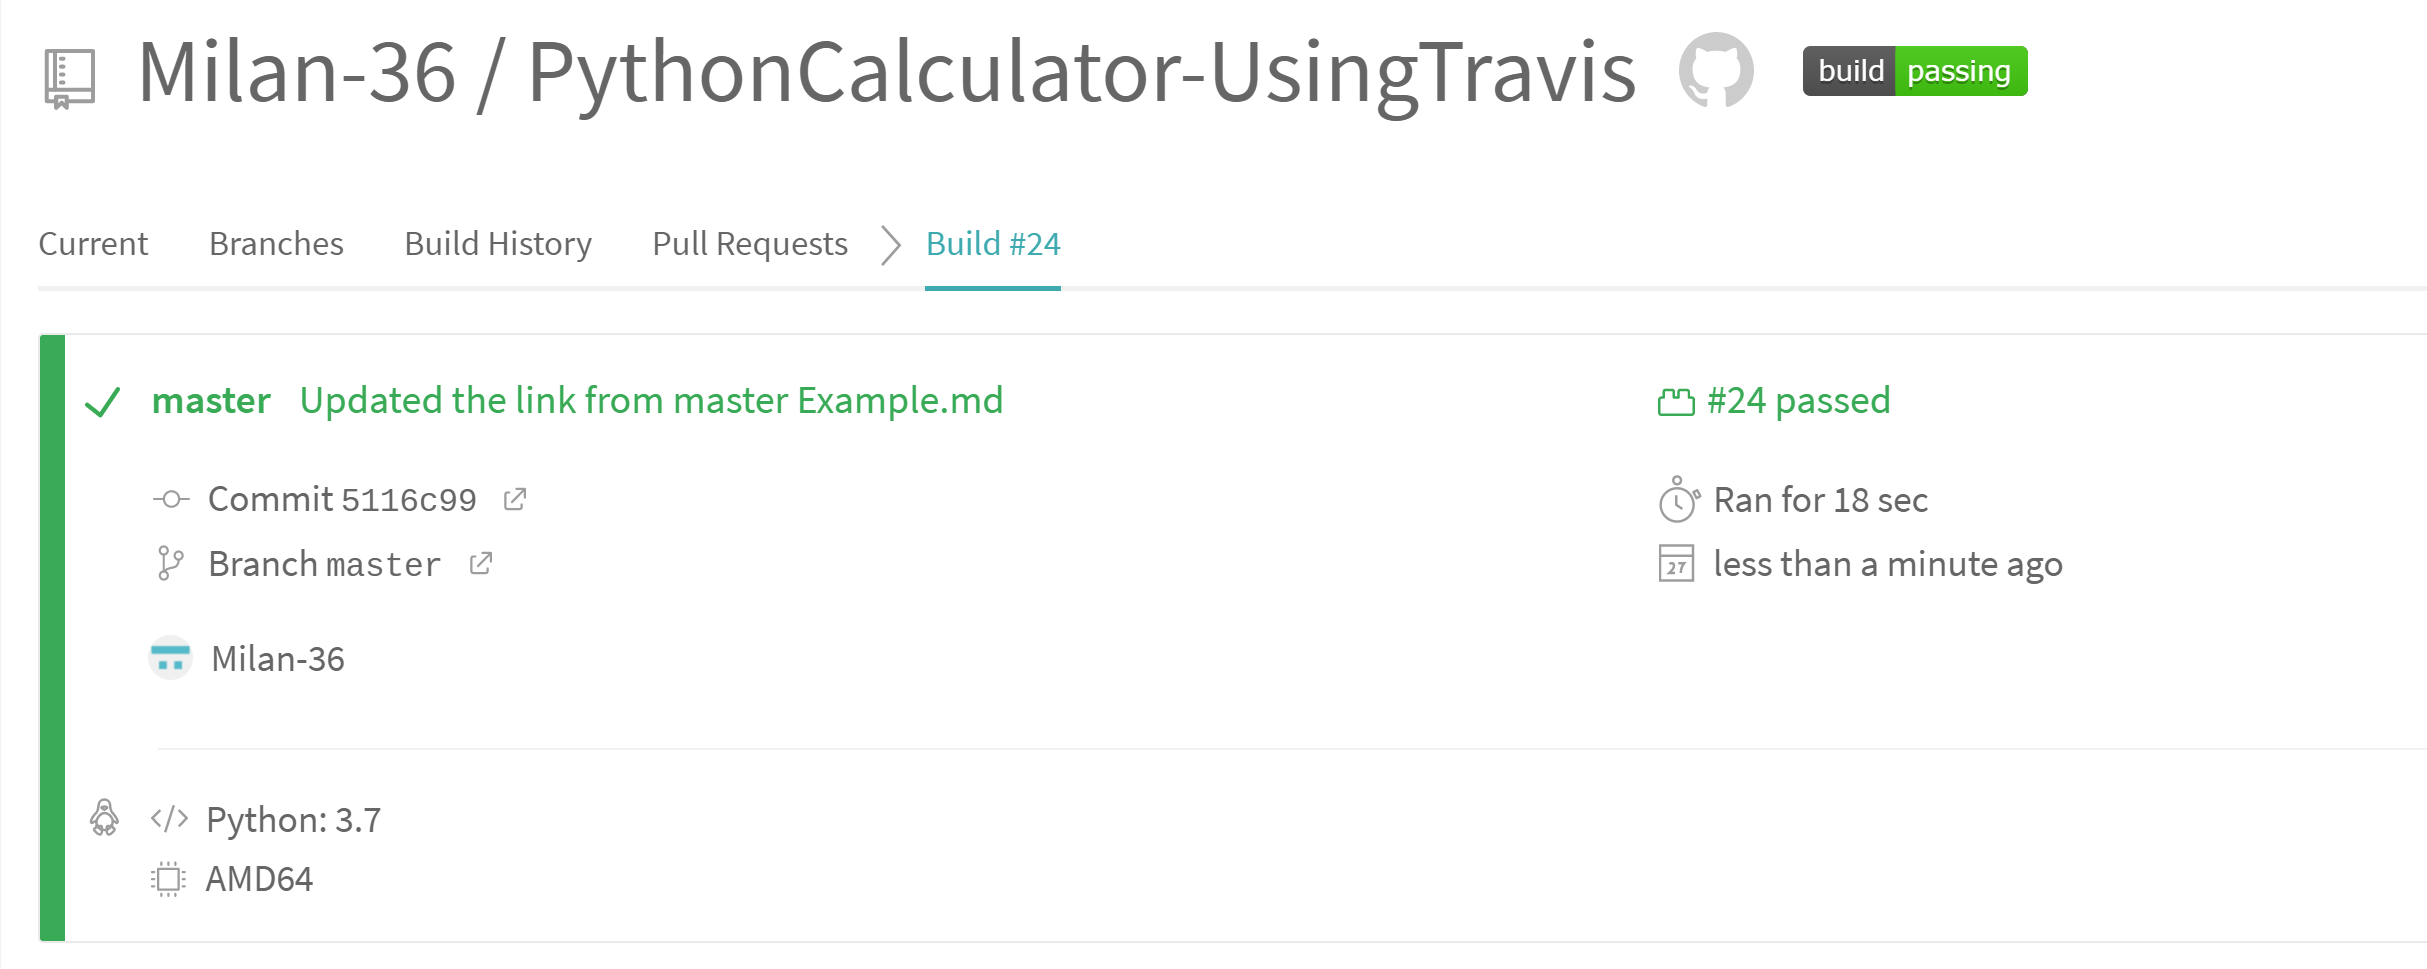 Milan-36 / PythonCalculator-UsingTravis build passing
Current Branches Build History Pull Requests Build #24
master Updated the link from master Example.md #24 passed
Commit 5116c99 Ran for 18 sec
Branch master 27 less than a minute ago
Milan-36
</> Python: 3.7
AMD64